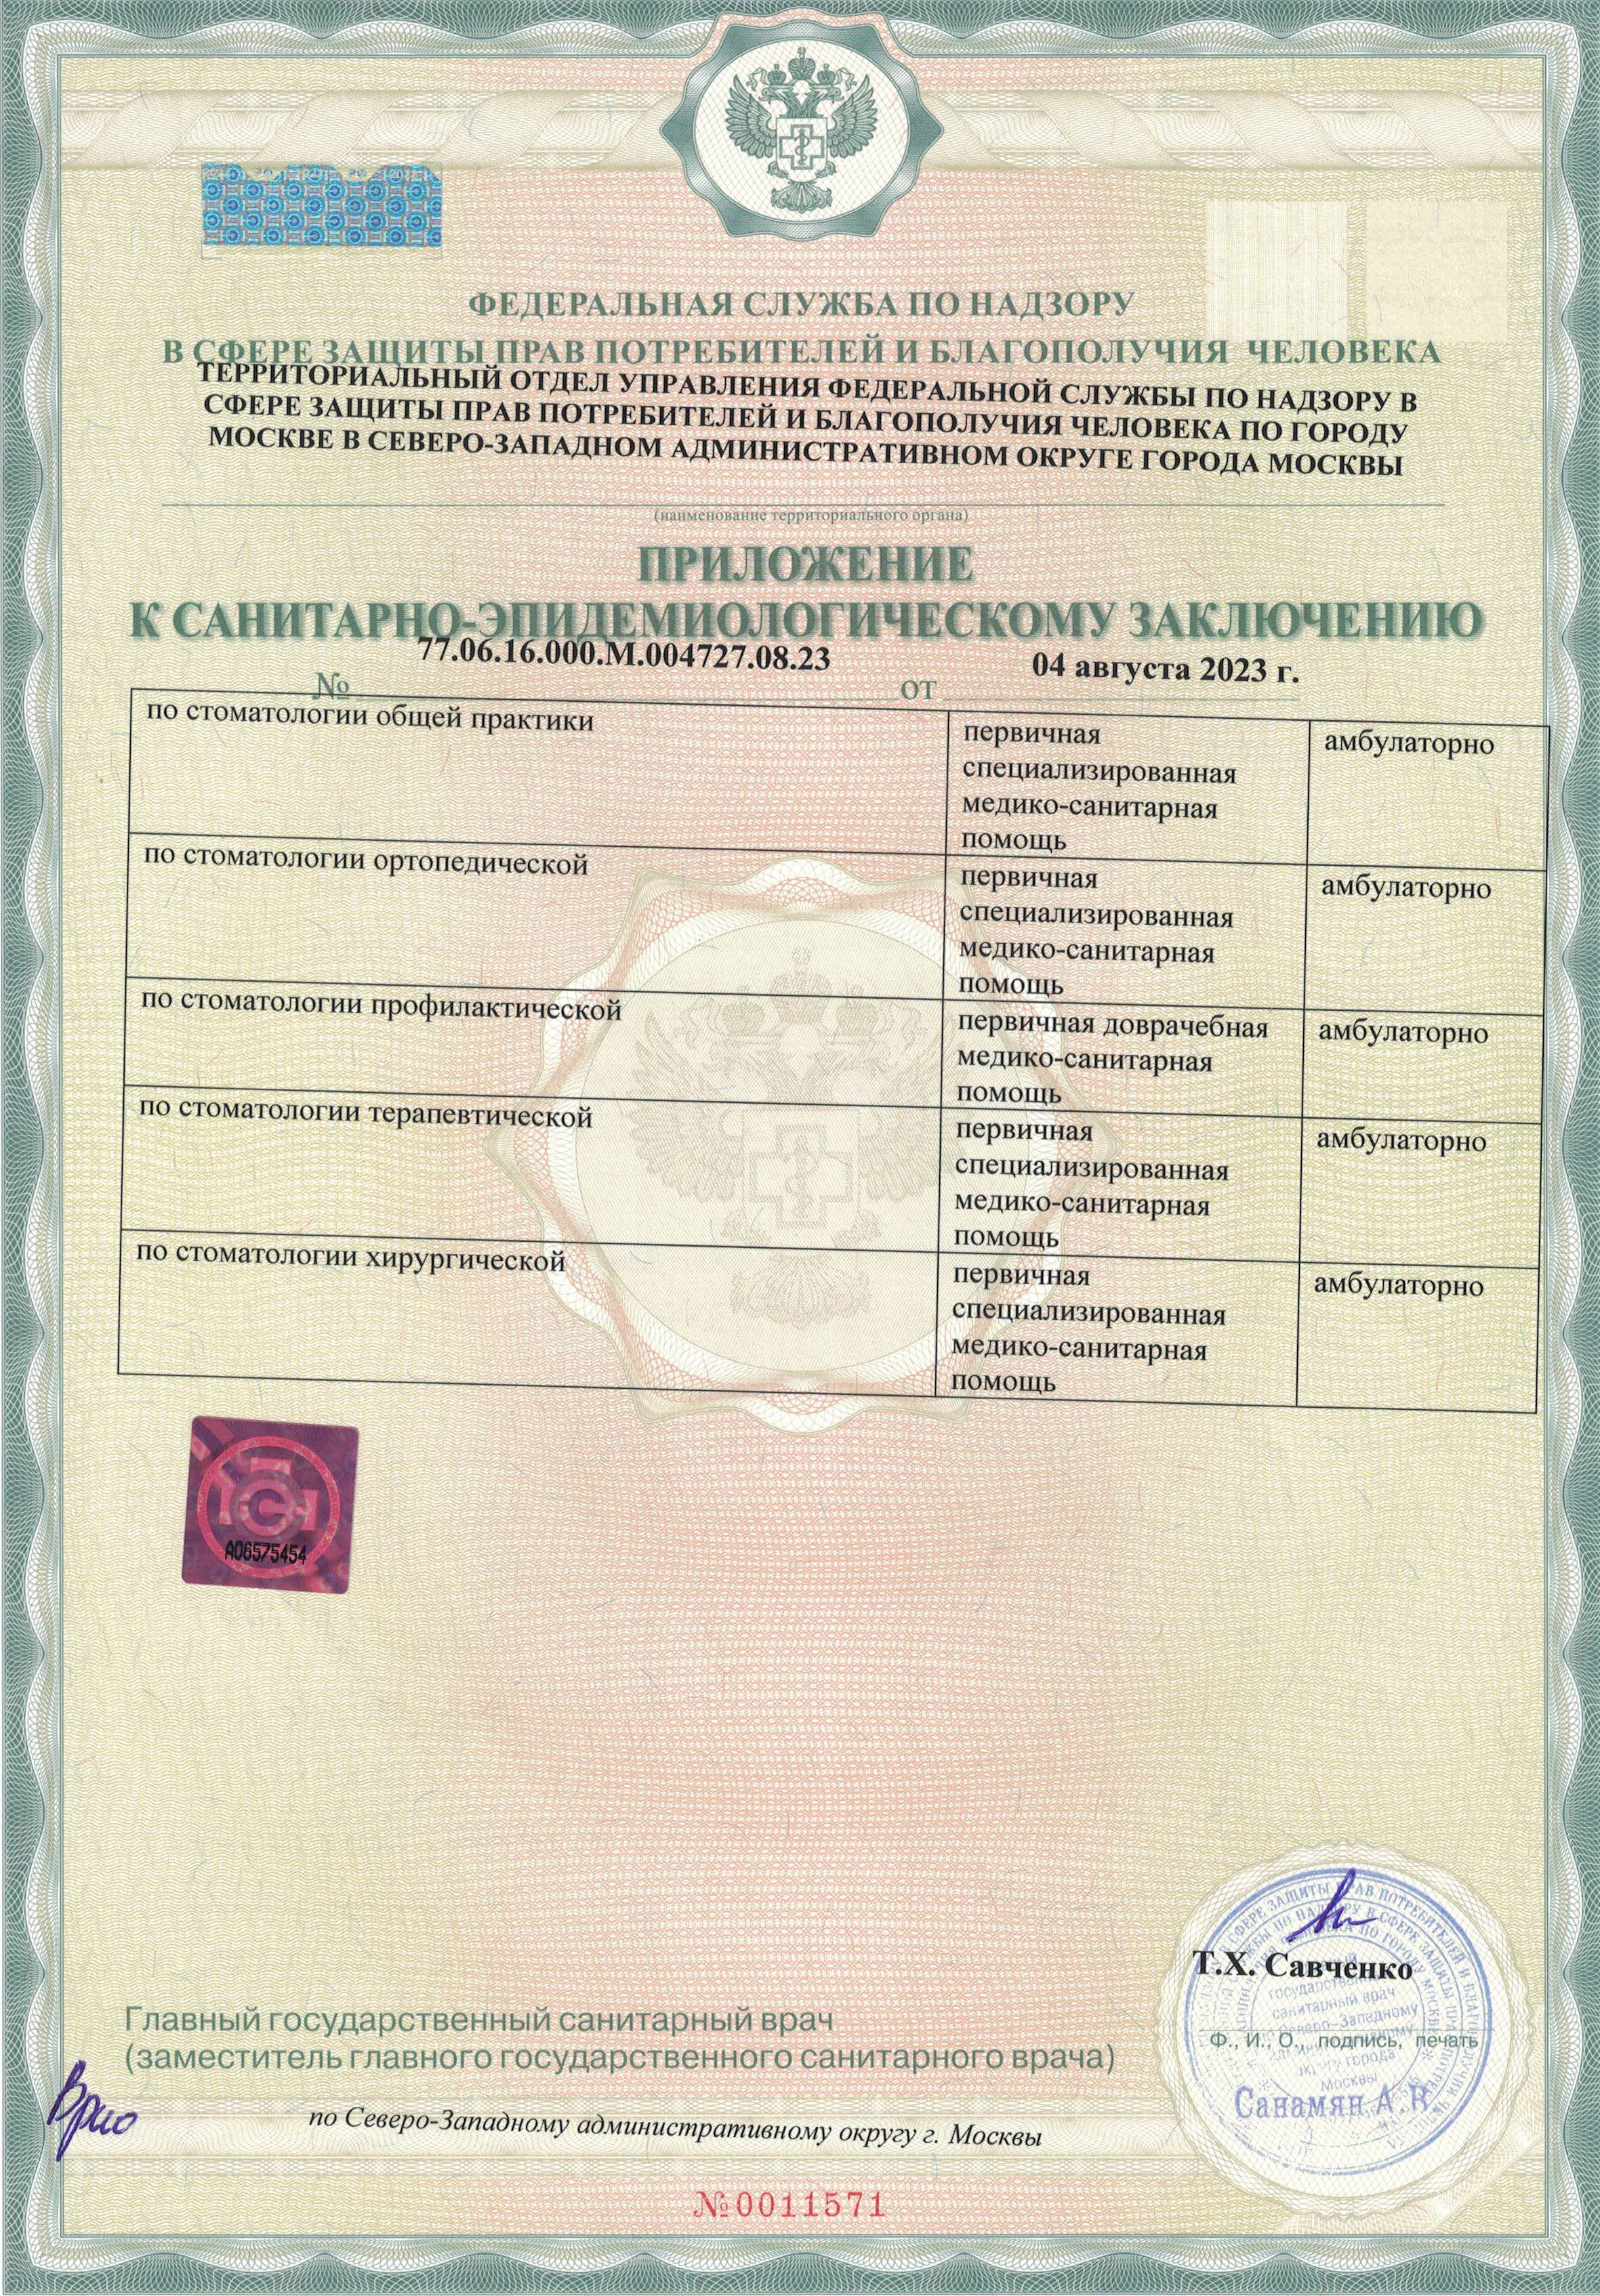 ФЕДЕРАЛЬНАЯ СЛУЖБА ПО НАДЗОРУ
В СФЕРЕ ЗАЩИТЫ ПРАВ ПОТРЕБИТЕЛЕЙ И БЛАГОПОЛУЧИЯ ЧЕЛОВЕКА
ТЕРРИТОРИАЛЬНЫЙ ОТДЕЛ УПРАВЛЕНИЯ ФЕДЕРАЛЬНОЙ СЛУЖБЫ ПО НАДЗОРУ В
СФЕРЕ ЗАЩИТЫ ПРАВ ПОТРЕБИТЕЛЕЙ И БЛАГОПОЛУЧИЯ ЧЕЛОВЕКА ПО ГОРОДУ
МОСКВЕ В СЕВЕРО-ЗАПАДНОМ АДМИНИСТРАТИВНОМ ОКРУГЕ ГОРОДА МОСКВЫ
(наименование территориального органа)
ПРИЛОЖЕНИЕ
К САНИТАРНО-ЭПИДЕМИОЛОГИЧЕСКОМУ ЗАКЛЮЧЕНИЮ
№ 77.06.16.000.М.004727.08.23 от 04 августа 2023 г.
по стоматологии общей практики
первичная
специализированная
медико-санитарная
помощь
амбулаторно
по стоматологии ортопедической
первичная
специализированная
медико-санитарная
помощь
амбулаторно
по стоматологии профилактической
первичная доврачебная
медико-санитарная
помощь
амбулаторно
по стоматологии терапевтической
первичная
специализированная
медико-санитарная
помощь
амбулаторно
по стоматологии хирургической
первичная
специализированная
медико-санитарная
помощь
амбулаторно
А06575454
Т.Х. Савченко
Главный государственный санитарный врач
(заместитель главного государственного санитарного врача)
Ф., И., О., подпись, печать
санитарный врач
Северо-Западному
города
Москвы
Санамян А.В.
Врио
по Северо-Западному административному округу г. Москвы
№0011571